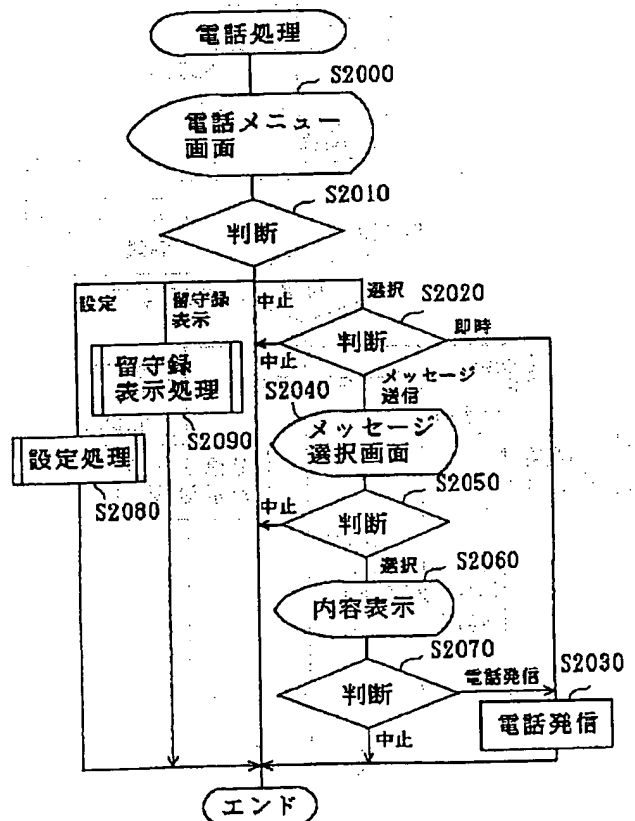 電話処理
S2000
電話メニュー
画面
S2010
判断
設定
留守録
表示
中止
選択
S2020
判断
即時
中止
留守録
表示処理
S2090
メッセージ
送信
S2040
メッセージ
選択画面
設定処理
S2080
S2050
判断
中止
選択
S2060
内容表示
S2070
判断
電話発信
S2030
電話発信
中止
エンド